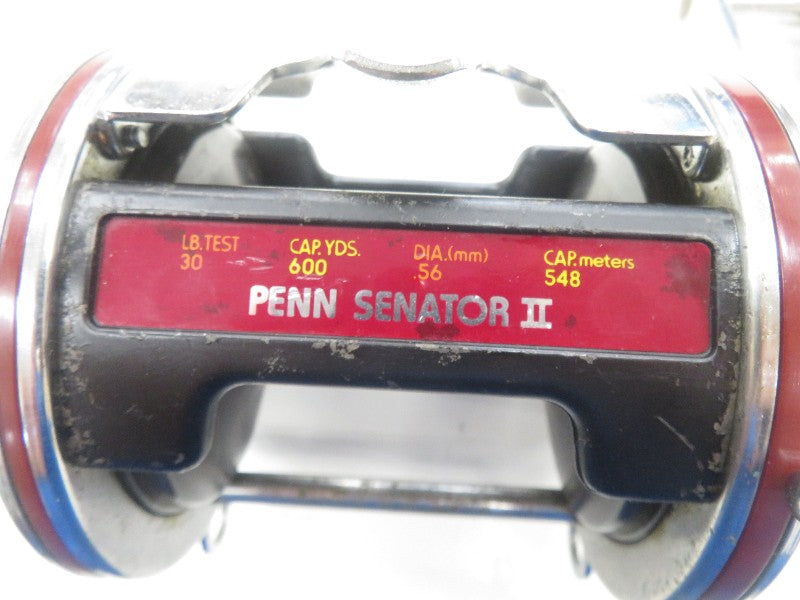 LB.TEST CAP. YDS. DIA.(mm) CAP.meters
30 600 .56 548
PENN SENATOR II